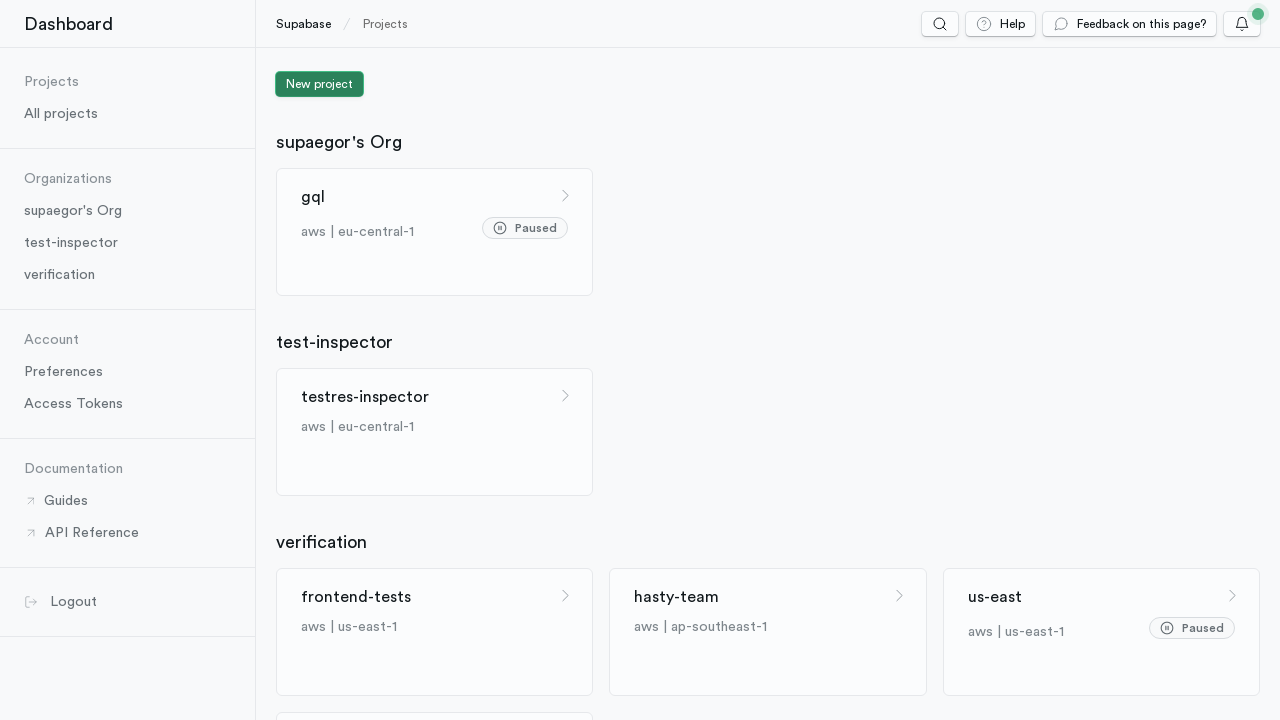 Dashboard
Supabase / Projects
Help
Feedback on this page?
Projects
All projects
Organizations
supaegor's Org
test-inspector
verification
Account
Preferences
Access Tokens
Documentation
Guides
API Reference
Logout
New project
supaegor's Org
gql
aws | eu-central-1
Paused
test-inspector
testres-inspector
aws | eu-central-1
verification
frontend-tests
aws | us-east-1
hasty-team
aws | ap-southeast-1
us-east
aws | us-east-1
Paused